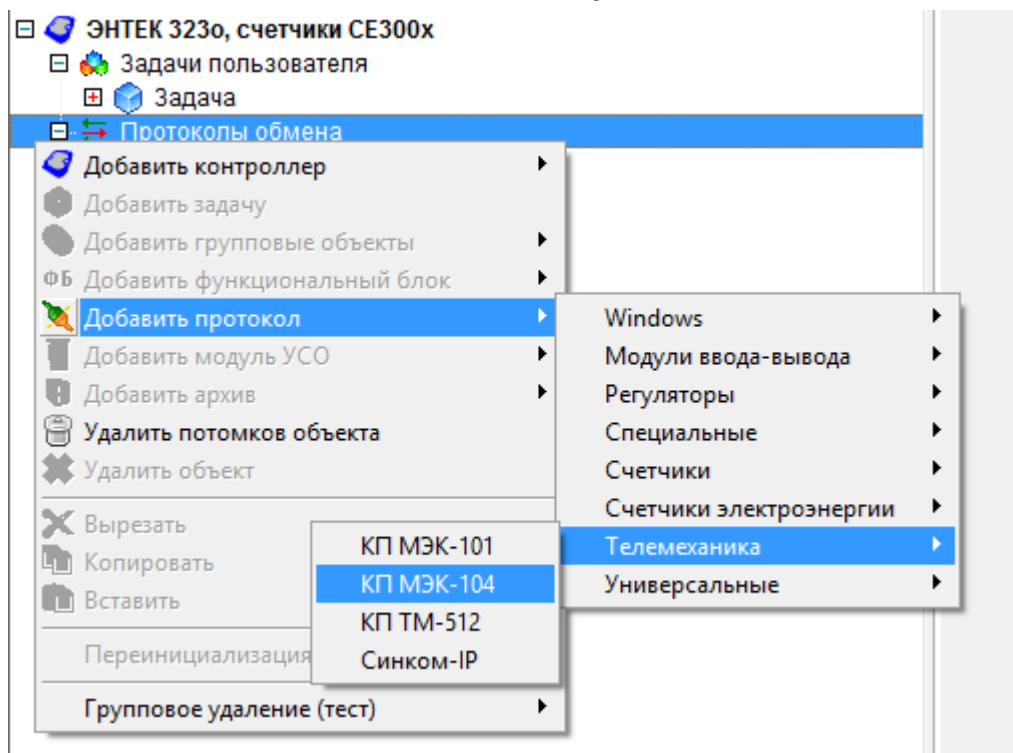 ЭНТЕК 323о, счетчики СЕ300х
Задачи пользователя
Задача
Протоколы обмена
Добавить контроллер
Добавить задачу
Добавить групповые объекты
ФБ Добавить функциональный блок
Добавить протокол
Добавить модуль УСО
Добавить архив
Удалить потомков объекта
Удалить объект
Вырезать
Копировать
Вставить
Переинициализация
Групповое удаление (тест)
Windows
Модули ввода-вывода
Регуляторы
Специальные
Счетчики
Счетчики электроэнергии
Телемеханика
Универсальные
КП МЭК-101
КП МЭК-104
КП ТМ-512
Синком-IP